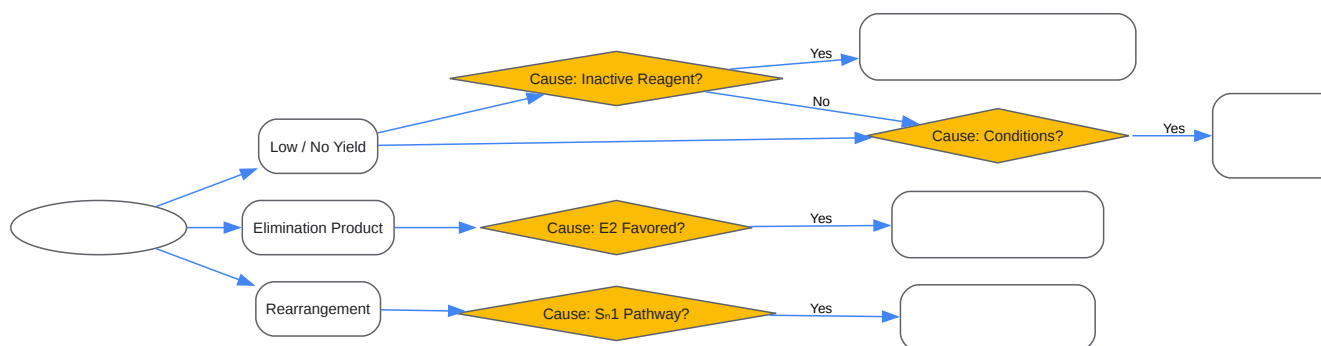 Yes
Cause: Inactive Reagent?
No
Cause: Conditions?
Yes
Low / No Yield
Elimination Product
Cause: E2 Favored?
Yes
Rearrangement
Cause: Sₙ1 Pathway?
Yes